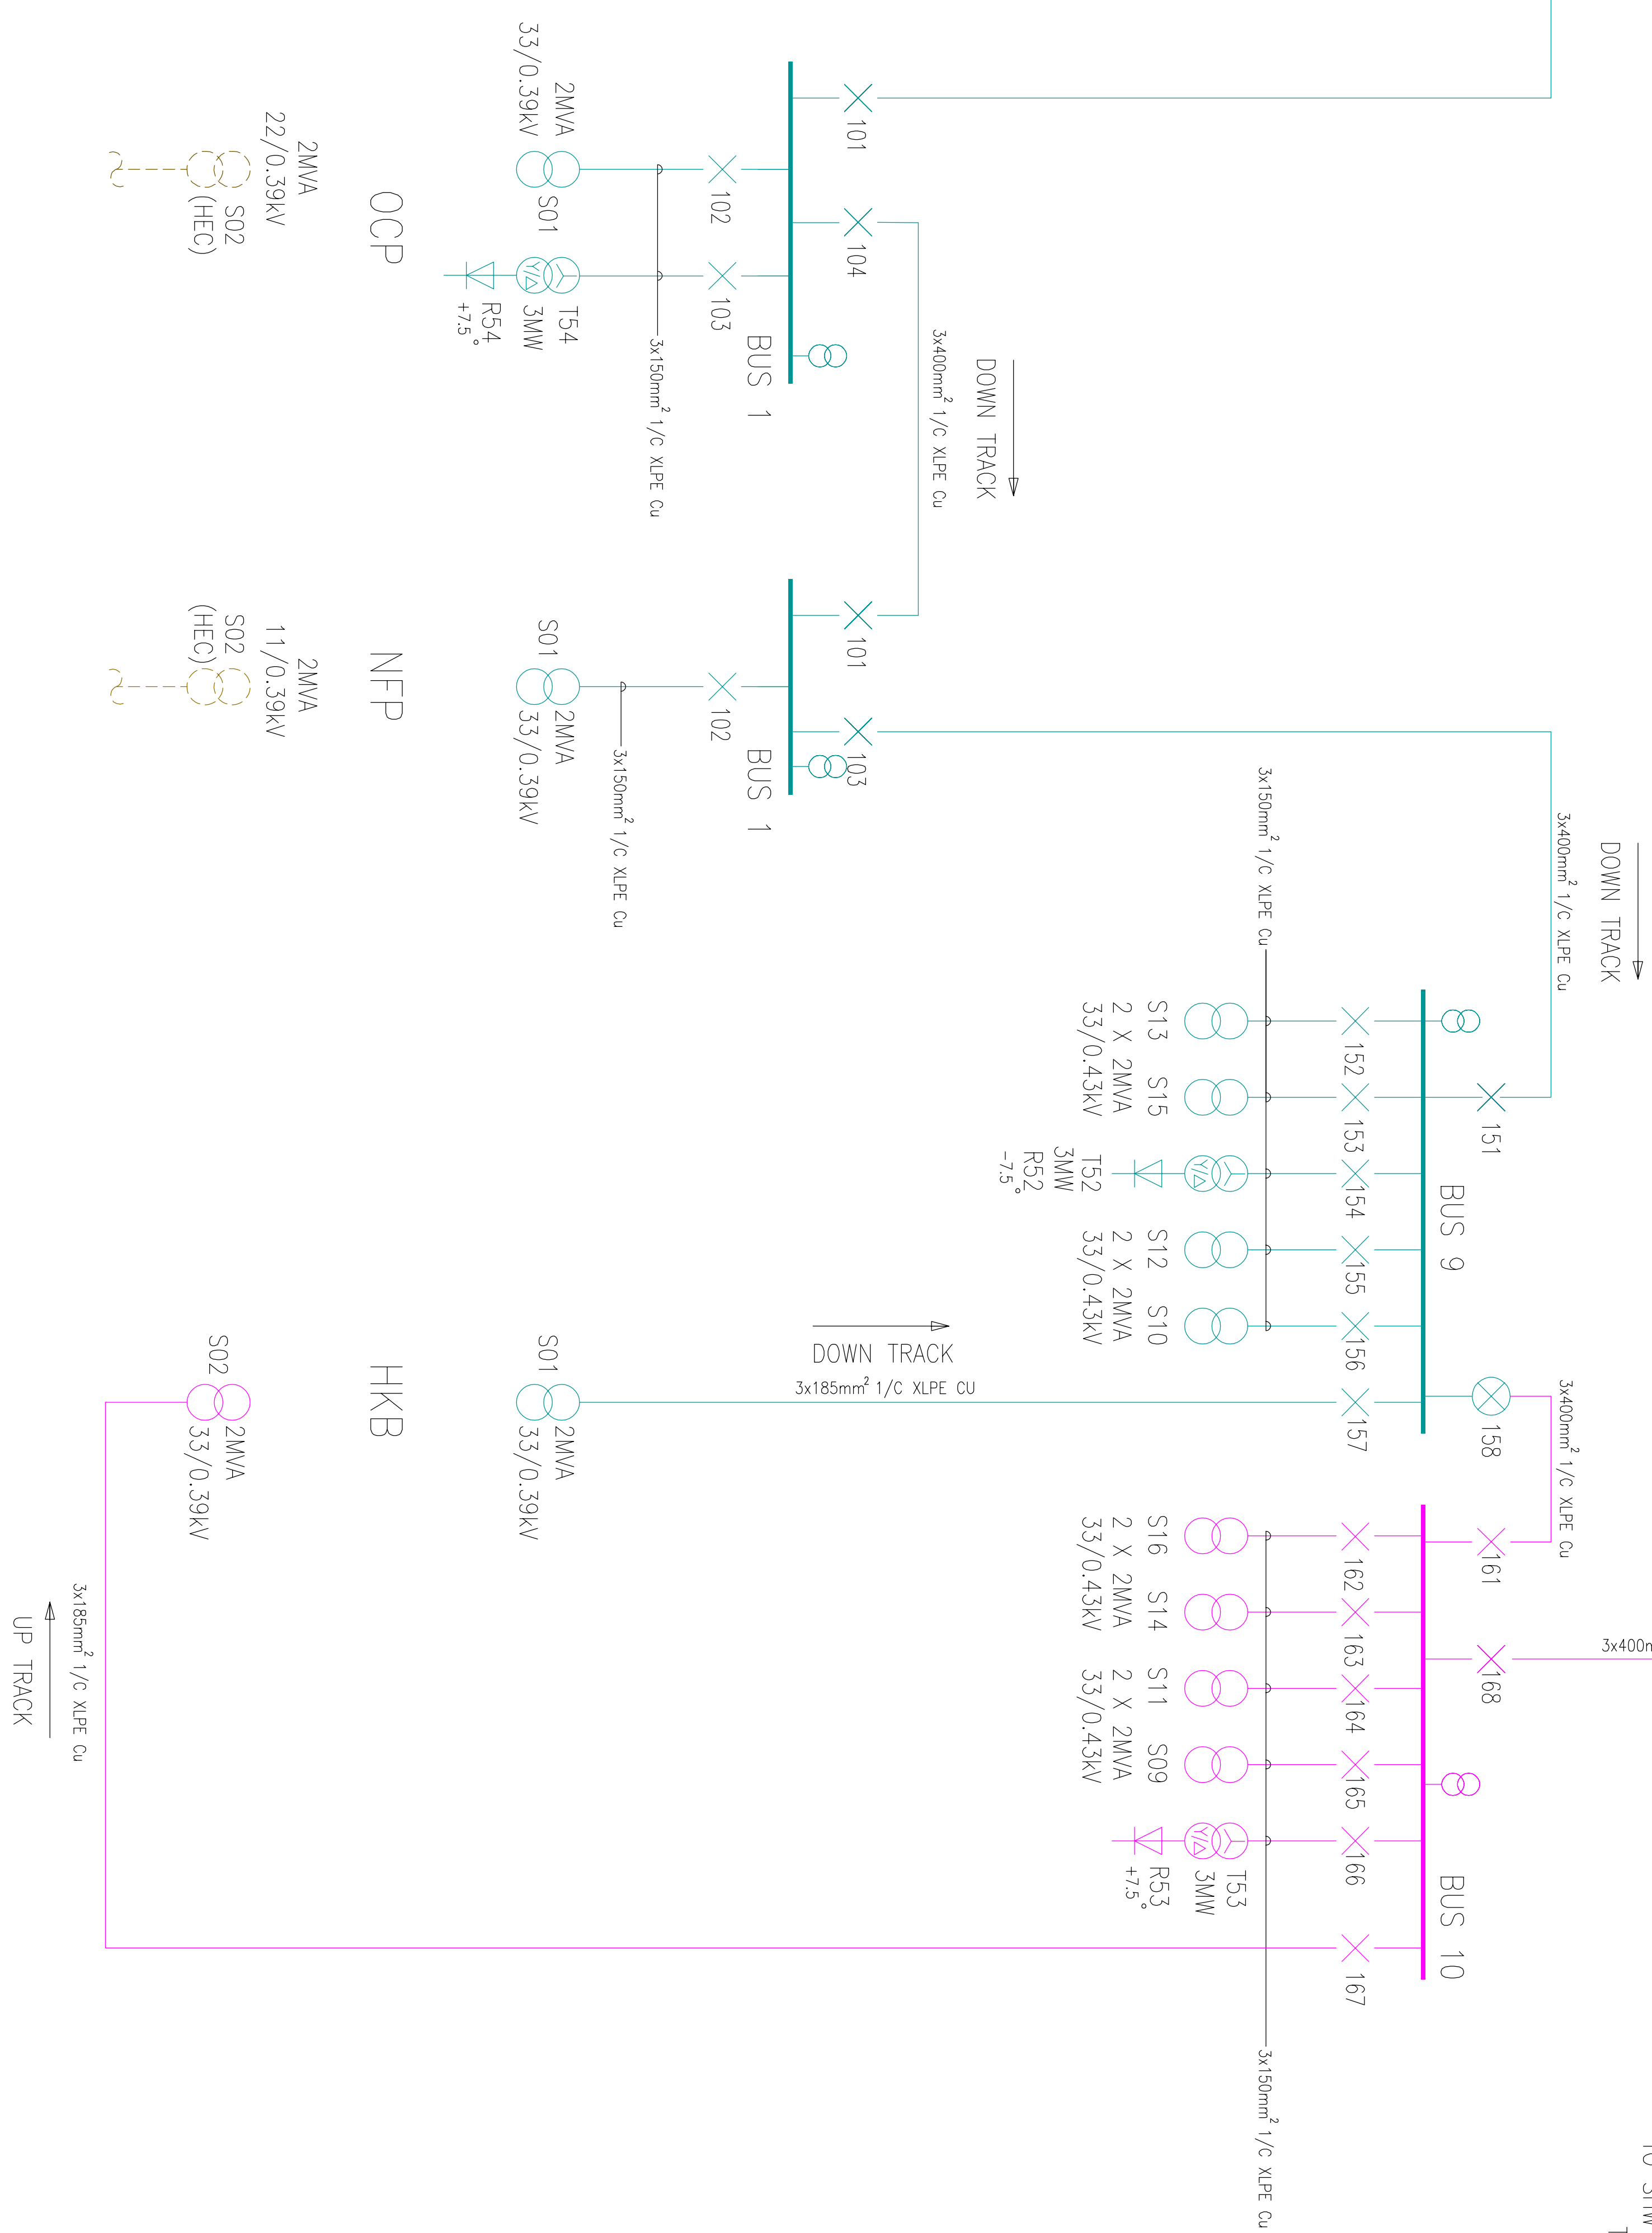 101
104
102
103
33/0.39kV
2MVA
S01
T54
3MW
R54
+7.5°
BUS 1
3x150mm² 1/C XLPE Cu
3x400mm² 1/C XLPE Cu
DOWN TRACK
OCP
2MVA
22/0.39kV
S02
(HEC)
101
103
102
BUS 1
S01
2MVA
33/0.39kV
3x150mm² 1/C XLPE Cu
NFP
2MVA
11/0.39kV
S02
(HEC)
DOWN TRACK
3x400mm² 1/C XLPE Cu
3x150mm² 1/C XLPE Cu
151
BUS 9
158
152
153
154
155
156
157
S13 S15
2 X 2MVA
33/0.43kV
T52
3MW
R52
-7.5°
S12 S10
2 X 2MVA
33/0.43kV
DOWN TRACK
3x185mm² 1/C XLPE CU
S01
2MVA
33/0.39kV
HKB
S02
2MVA
33/0.39kV
3x400mm² 1/C XLPE Cu
161
168
3x400m
BUS 10
162
163
164
165
166
167
S16 S14
2 X 2MVA
33/0.43kV
S11 S09
2 X 2MVA
33/0.43kV
T53
3MW
R53
+7.5°
3x150mm² 1/C XLPE Cu
3x185mm² 1/C XLPE Cu
UP TRACK